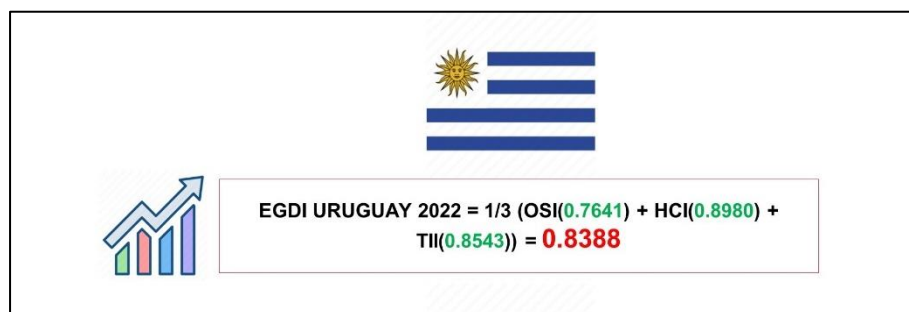 EGDI URUGUAY 2022 = 1/3 (OSI(0.7641) + HCI(0.8980) +
TII(0.8543)) = 0.8388